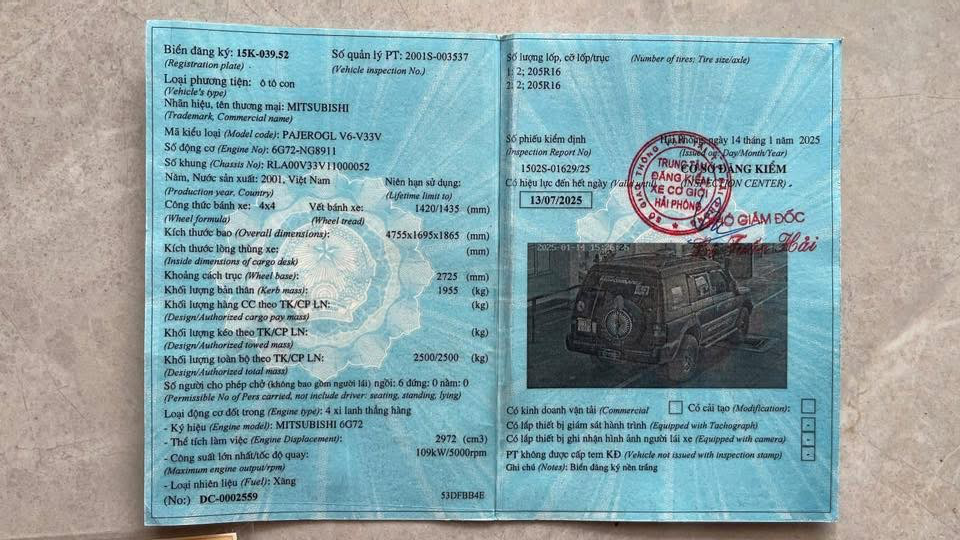 Biển đăng ký: 15K-039.52
(Registration plate)
Số quản lý PT: 2001S-003537
(Vehicle inspection No.)
Loại phương tiện: ô tô con
(Vehicle's type)
Nhãn hiệu, tên thương mại: MITSUBISHI
(Trademark, Commercial name)
Mã kiểu loại (Model code): PAJEROGL V6-V33V
Số động cơ (Engine No): 6G72-NG8911
Số khung (Chassis No): RLA00V33V11000052
Năm, Nước sản xuất: 2001, Việt Nam
(Production year, Country)
Niên hạn sử dụng:
(Lifetime limit to)
Công thức bánh xe: 4x4
(Wheel formula)
Vết bánh xe: 1420/1435 (mm)
(Wheel tread)
Kích thước bao (Overall dimensions): 4755x1695x1865 (mm)
Kích thước lòng thùng xe: (mm)
(Inside dimensions of cargo desk)
Khoảng cách trục (Wheel base): 2725 (mm)
Khối lượng bản thân (Kerb mass): 1955 (kg)
Khối lượng hàng CC theo TK/CP LN: (kg)
(Design/Authorized cargo pay mass)
Khối lượng kéo theo TK/CP LN: (kg)
(Design/Authorized towed mass)
Khối lượng toàn bộ theo TK/CP LN: 2500/2500 (kg)
(Design/Authorized total mass)
Số người cho phép chở (không bao gồm người lái) ngồi: 6 đứng: 0 nằm: 0
(Permissible No of Pers carried, not include driver: seating, standing, lying)
Loại động cơ đốt trong (Engine type): 4 xi lanh thẳng hàng
- Ký hiệu (Engine model): MITSUBISHI 6G72
- Thể tích làm việc (Engine Displacement): 2972 (cm3)
- Công suất lớn nhất/tốc độ quay: 109kW/5000rpm
(Maximum engine output/rpm)
- Loại nhiên liệu (Fuel): Xăng
(No:) DC-0002559
53DFBB4E
Số lượng lốp, cỡ lốp/trục (Number of tires; Tire size/axle)
1: 2; 205R16
2: 2; 205R16
Số phiếu kiểm định
(Inspection Report No)
1502S-01629/25
Hải Phòng, ngày 14 tháng 1 năm 2025
(Issued on: Day/Month/Year)
CƠ SỞ ĐĂNG KIỂM
(INSPECTION CENTER)
Có hiệu lực đến hết ngày (Valid until)
13/07/2025
TRUNG TÂM
ĐĂNG KIỂM
XE CƠ GIỚI
HẢI PHÒNG
PHÓ GIÁM ĐỐC
2025-01-14
Có kinh doanh vận tải (Commercial
Có cải tạo (Modification):
Có lắp thiết bị giám sát hành trình (Equipped with Tachograph) -
Có lắp thiết bị ghi nhận hình ảnh người lái xe (Equipped with camera) -
PT không được cấp tem KĐ (Vehicle not issued with inspection stamp) -
Ghi chú (Notes): Biển đăng ký nền trắng